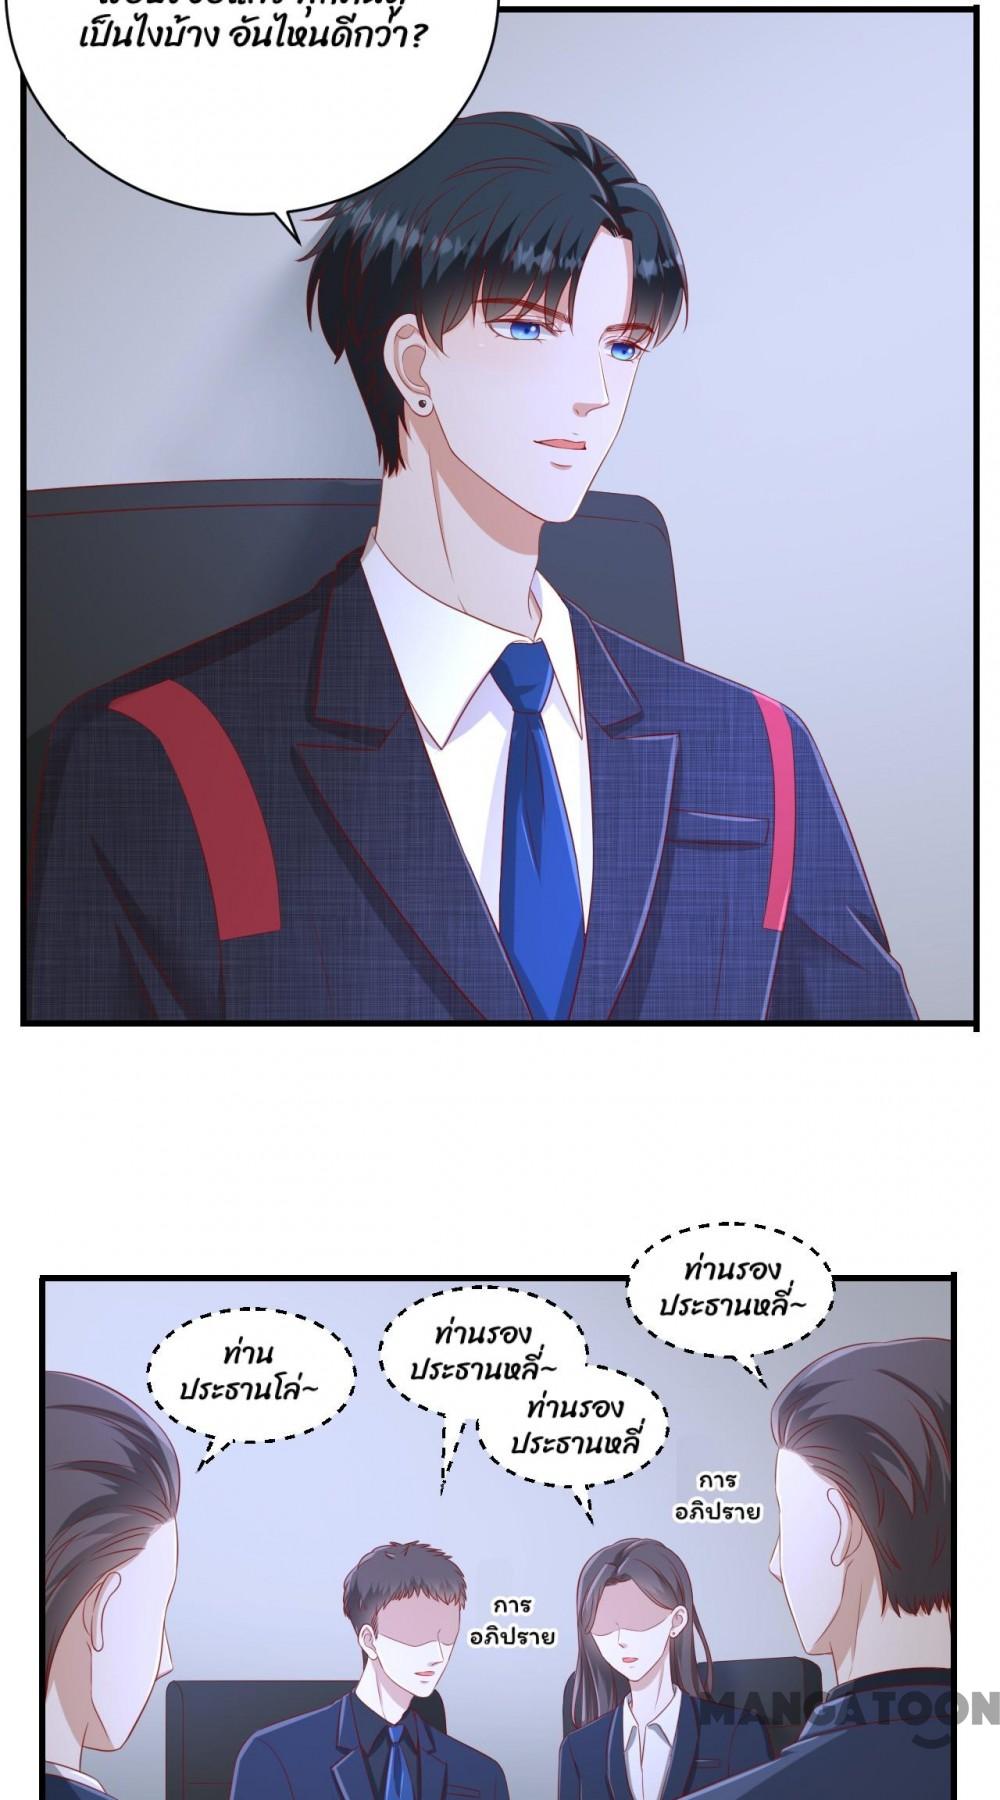 เป็นไงบ้าง อันไหนดีกว่า?
ท่านรอง
ประธานหลี่~
ท่าน
ประธานโล่~
ท่านรอง
ประธานหลี่~
ท่านรอง
ประธานหลี่
การ
อภิปราย
การ
อภิปราย
MANGATOON